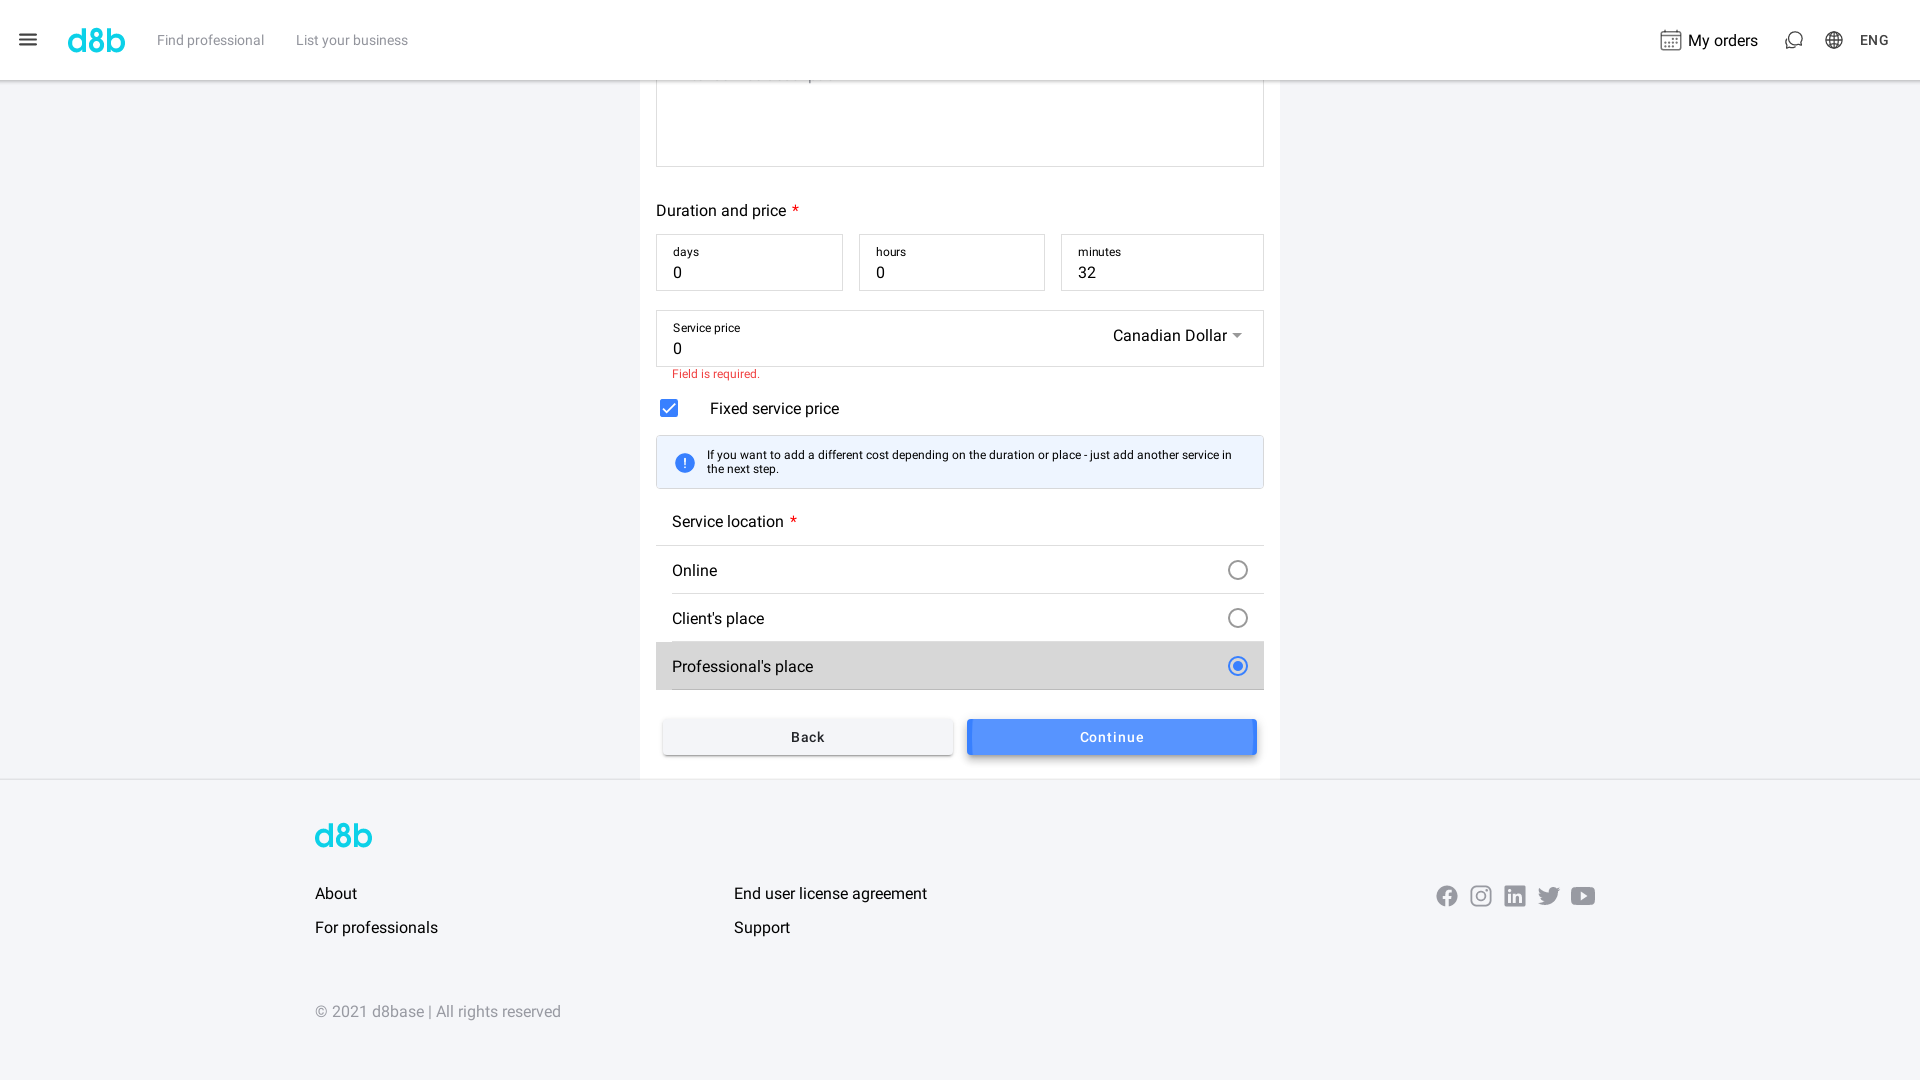 d8b
Find professional
List your business
My orders
ENG
Duration and price *
days
0
hours
0
minutes
32
Service price
0
Canadian Dollar
Field is required.
Fixed service price
If you want to add a different cost depending on the duration or place - just add another service in
the next step.
Service location *
Online
Client's place
Professional's place
Back
Continue
d8b
About
End user license agreement
For professionals
Support
© 2021 d8base | All rights reserved